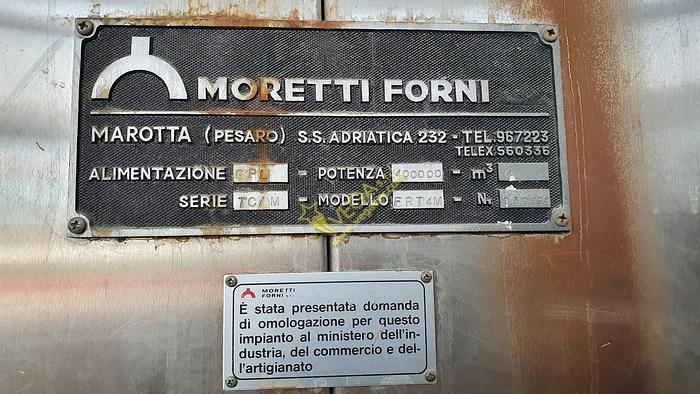 MORETTI FORNI
MAROTTA (PESARO) S.S. ADRIATICA 232 - TEL. 967223
TELEX. 560336
ALIMENTAZIONE GPL - POTENZA 400000 - m³
SERIE TC/M - MODELLO FRT4M - N.
MORETTI
FORNI
È stata presentata domanda
di omologazione per questo
impianto al ministero dell'in-
dustria, del commercio e del-
l'artigianato